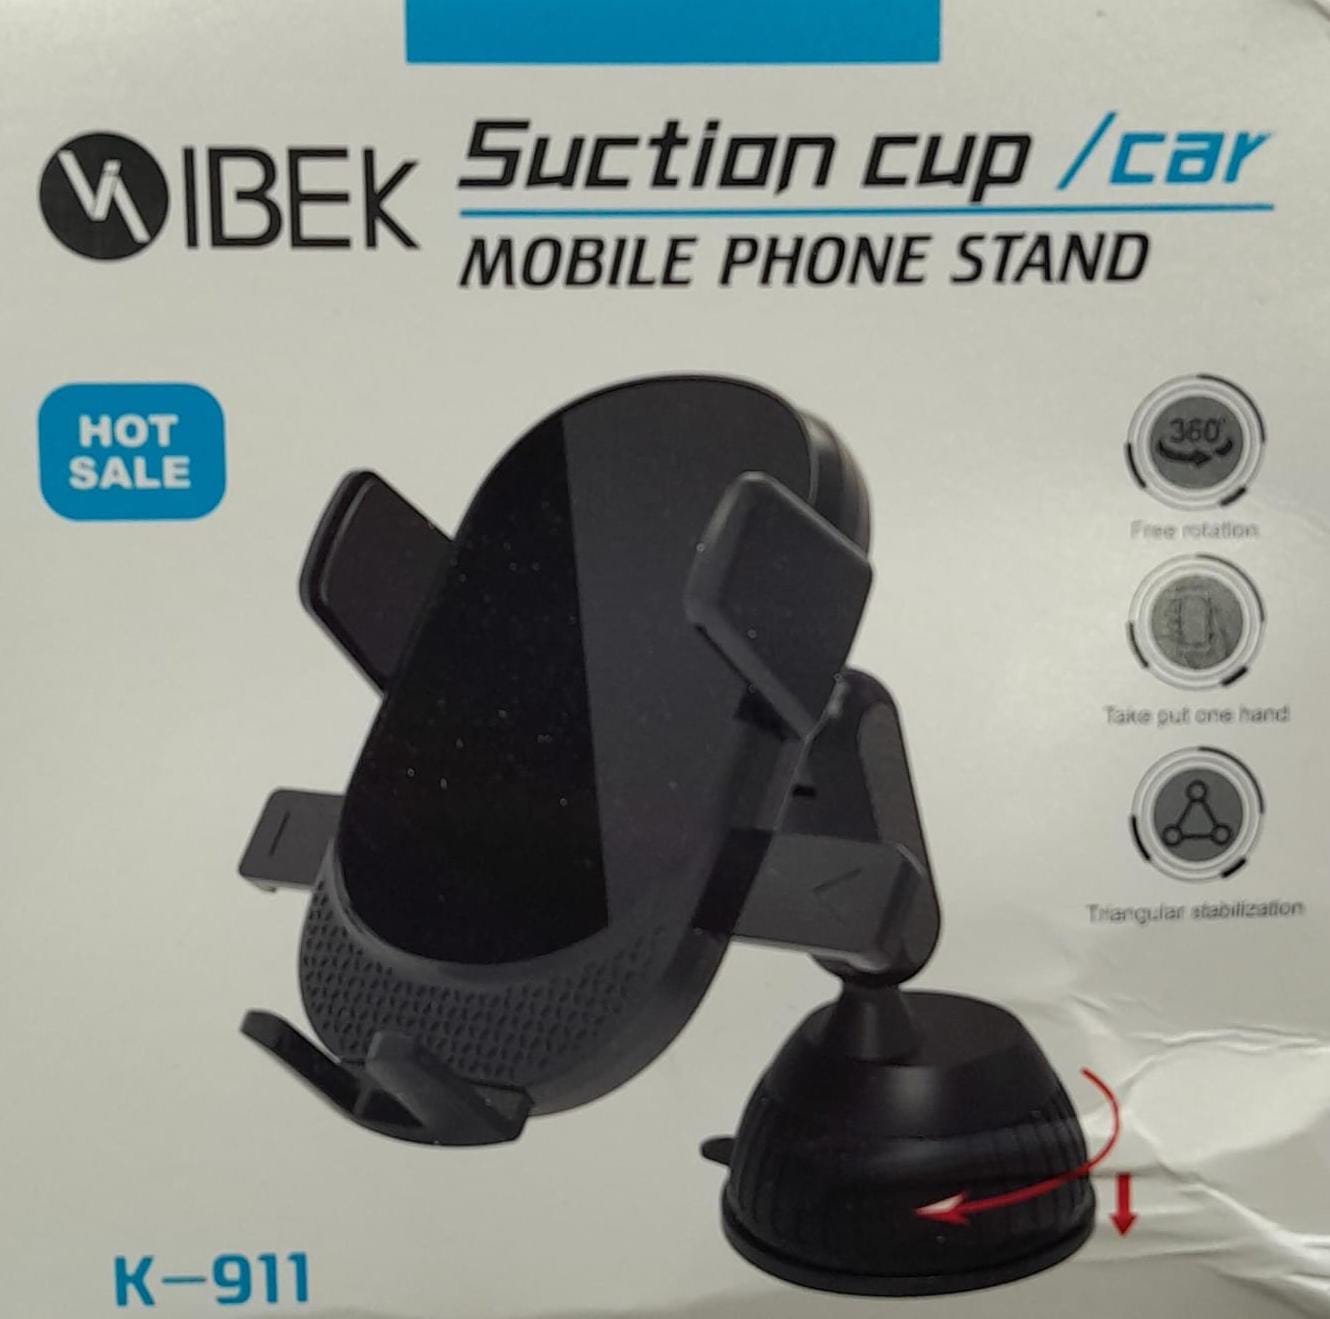 VIBEK
Suction cup /car
MOBILE PHONE STAND
HOT
SALE
360°
Free rotation
Take put one hand
Triangular stabilization
K-911